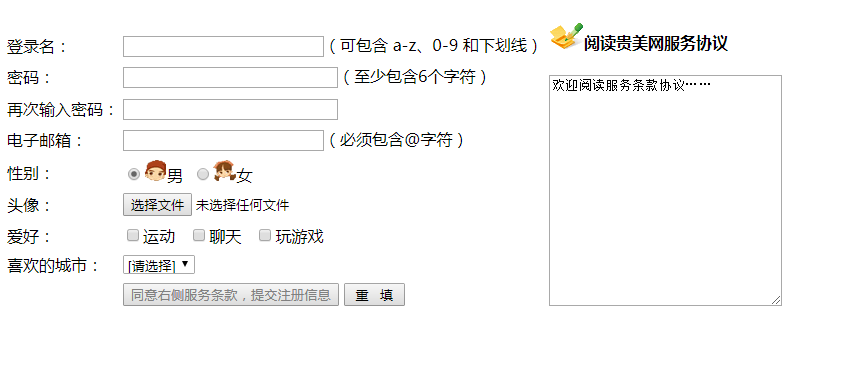 登录名：（可包含 a-z、0-9 和下划线）
密码：（至少包含6个字符）
再次输入密码：
电子邮箱：（必须包含@字符）
性别：男 女
头像：选择文件 未选择任何文件
爱好：运动 聊天 玩游戏
喜欢的城市：[请选择]
同意右侧服务条款，提交注册信息 重 填
阅读贵美网服务协议
欢迎阅读服务条款协议……